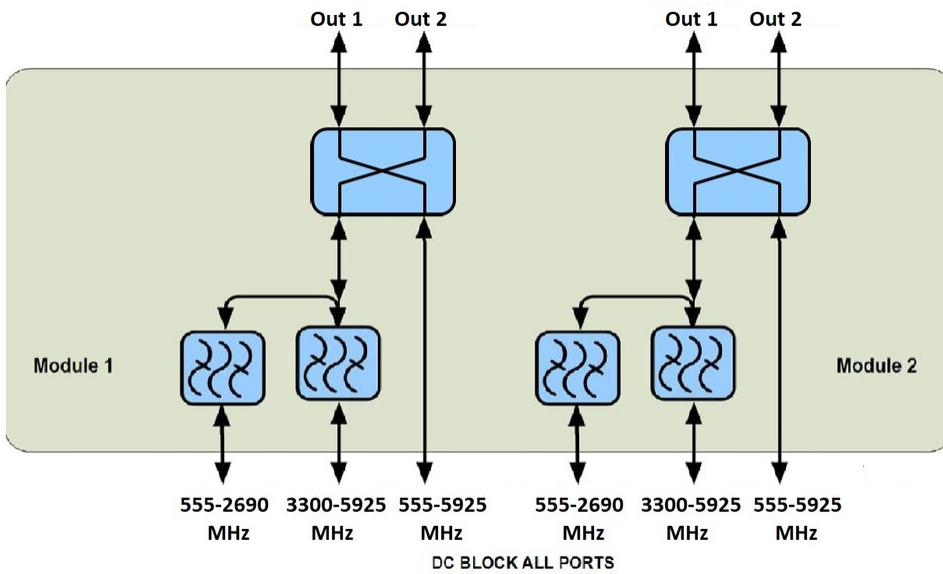 Out 1 Out 2 Out 1 Out 2
Module 1 Module 2
555-2690 3300-5925 555-5925 555-2690 3300-5925 555-5925
MHz MHz MHz MHz MHz MHz
DC BLOCK ALL PORTS